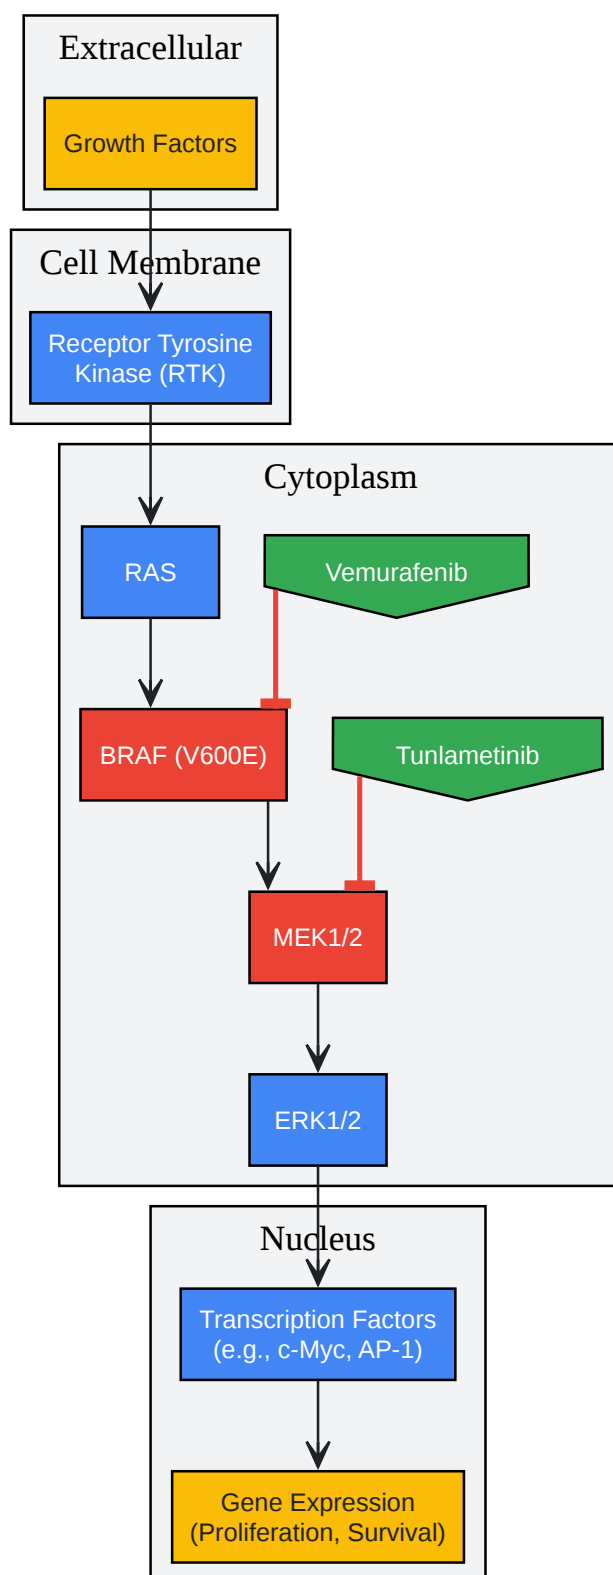 Extracellular
Growth Factors
Cell Membrane
Receptor Tyrosine
Kinase (RTK)
Cytoplasm
RAS
Vemurafenib
BRAF (V600E)
Tunlametinib
MEK1/2
ERK1/2
Nucleus
Transcription Factors
(e.g., c-Myc, AP-1)
Gene Expression
(Proliferation, Survival)